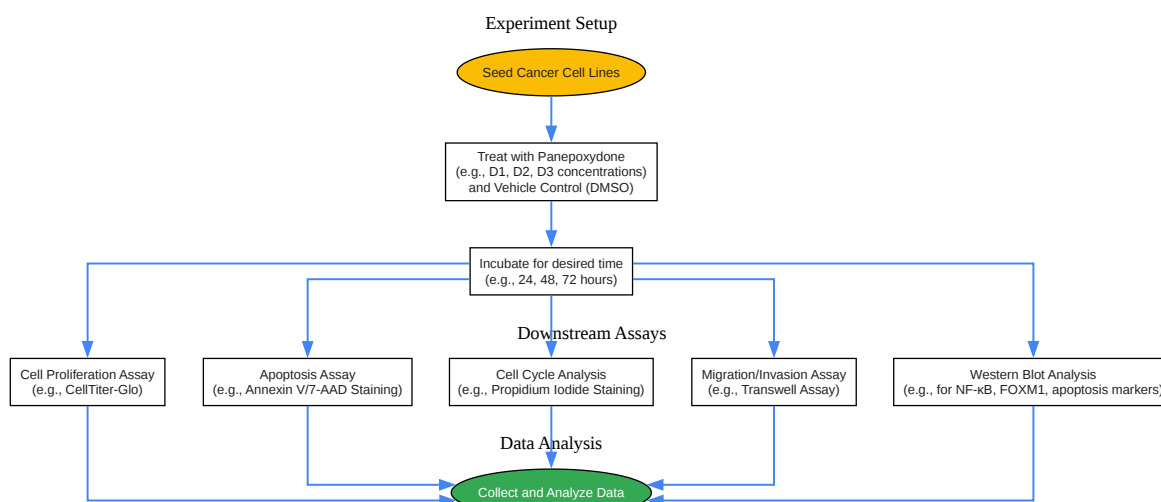 Experiment Setup
Seed Cancer Cell Lines
Treat with Panepoxydone
(e.g., D1, D2, D3 concentrations)
and Vehicle Control (DMSO)
Incubate for desired time
(e.g., 24, 48, 72 hours)
Downstream Assays
Cell Proliferation Assay
(e.g., CellTiter-Glo)
Apoptosis Assay
(e.g., Annexin V/7-AAD Staining)
Cell Cycle Analysis
(e.g., Propidium Iodide Staining)
Migration/Invasion Assay
(e.g., Transwell Assay)
Western Blot Analysis
(e.g., for NF-κB, FOXM1, apoptosis markers)
Data Analysis
Collect and Analyze Data